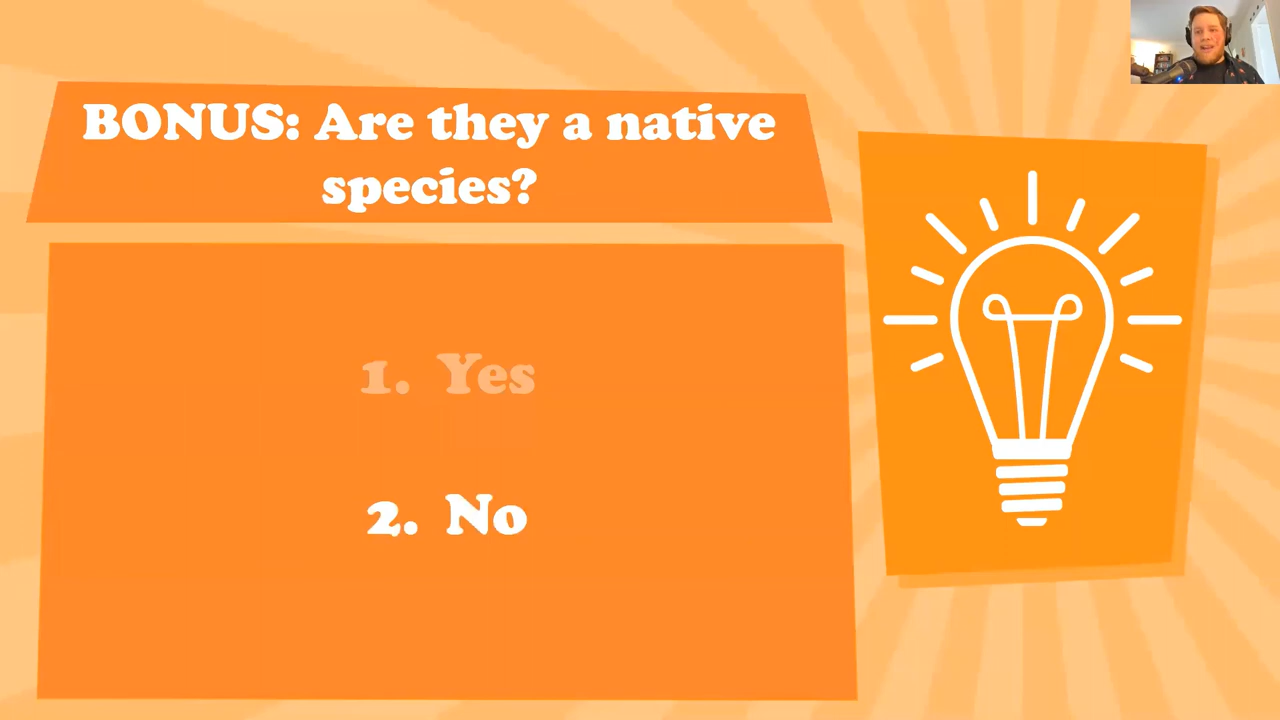 BONUS: Are they a native
species?
1. Yes
2. No